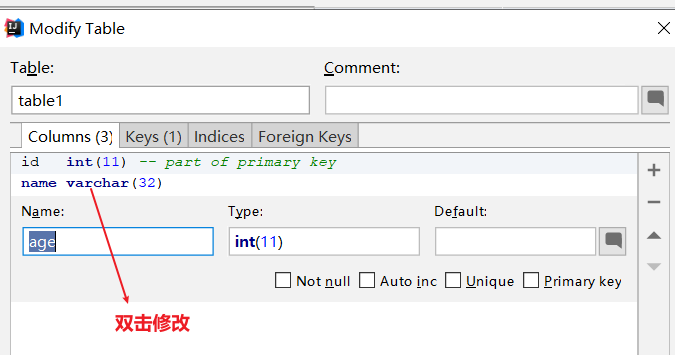 Modify Table
Table: Comment:
table1
Columns (3) Keys (1) Indices Foreign Keys
id int(11) -- part of primary key
name varchar(32)
Name: Type: Default:
age int(11)
Not null Auto inc Unique Primary key
双击修改